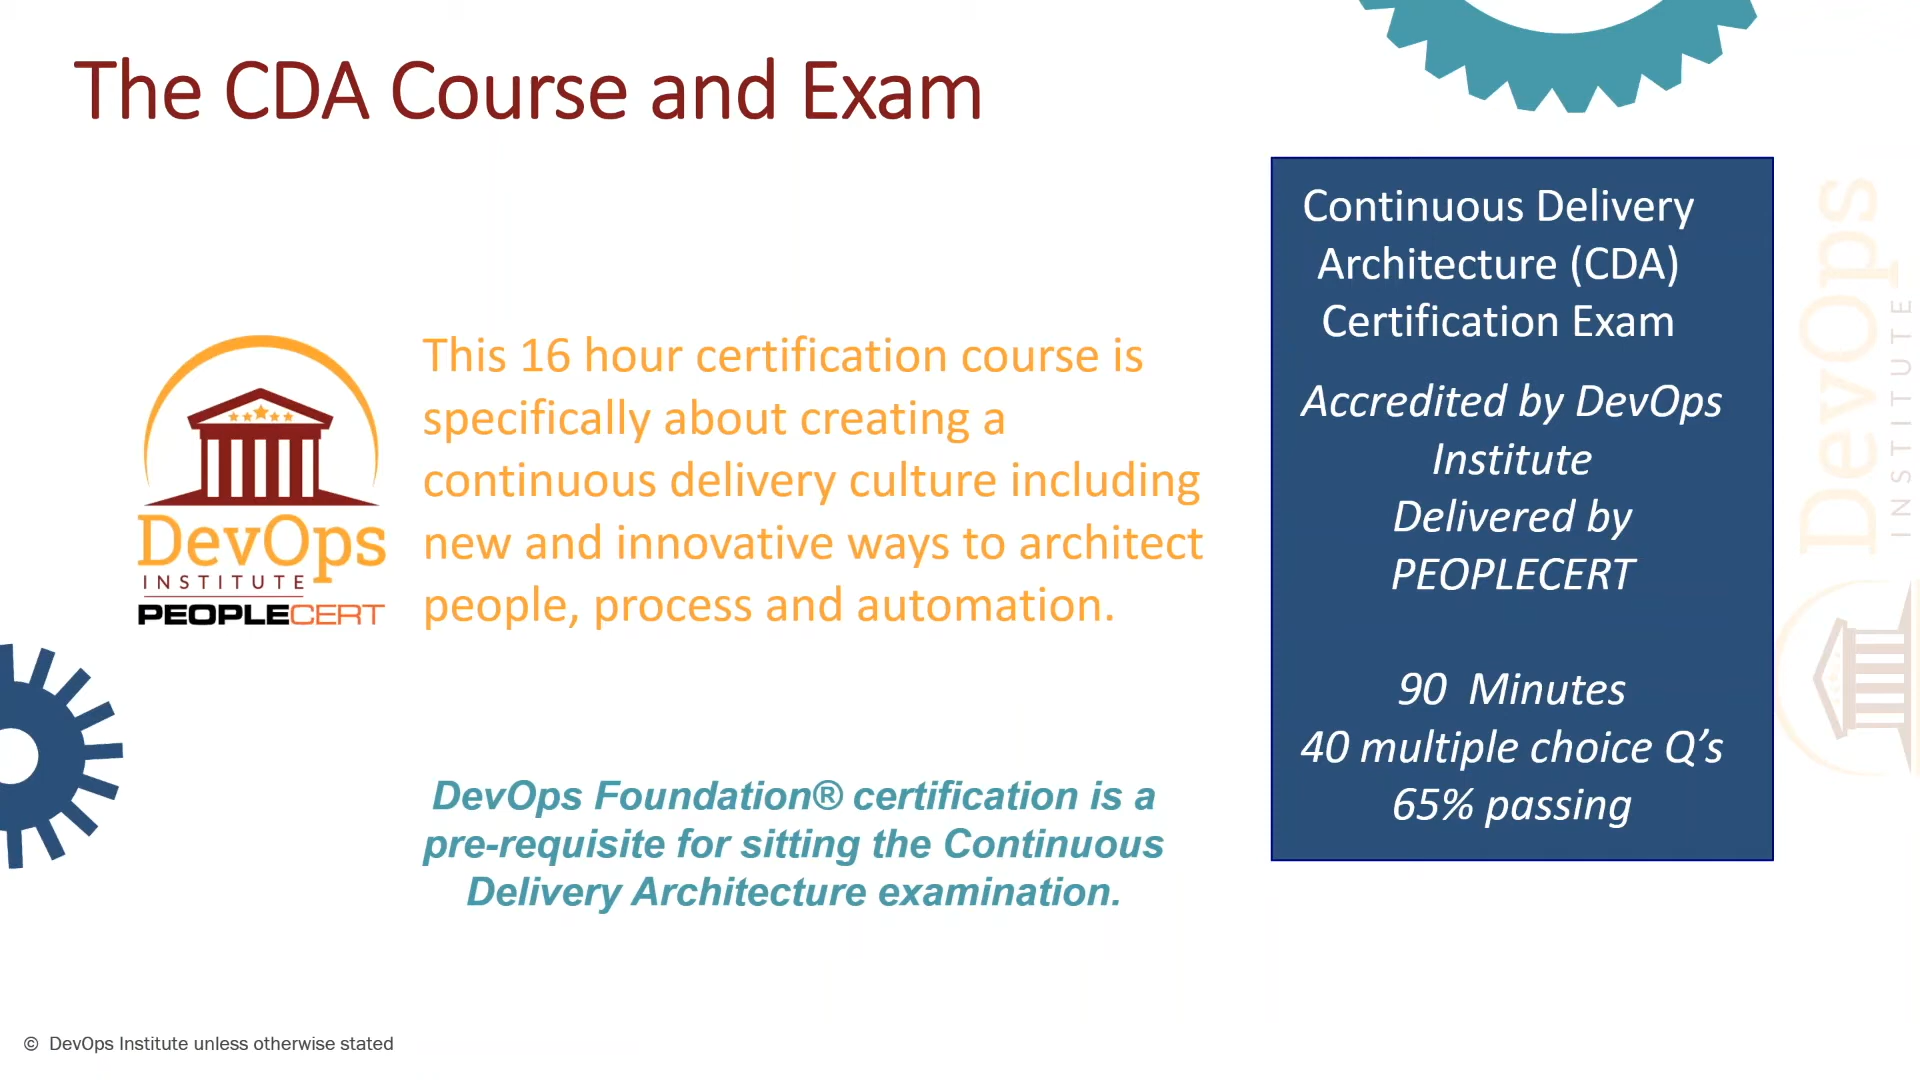 The CDA Course and Exam
DevOps
INSTITUTE
PEOPLECERT
This 16 hour certification course is
specifically about creating a
continuous delivery culture including
new and innovative ways to architect
people, process and automation.
DevOps Foundation® certification is a
pre-requisite for sitting the Continuous
Delivery Architecture examination.
Continuous Delivery
Architecture (CDA)
Certification Exam
Accredited by DevOps
Institute
Delivered by
PEOPLECERT
90 Minutes
40 multiple choice Q’s
65% passing
DevOps
INSTITUTE
© DevOps Institute unless otherwise stated